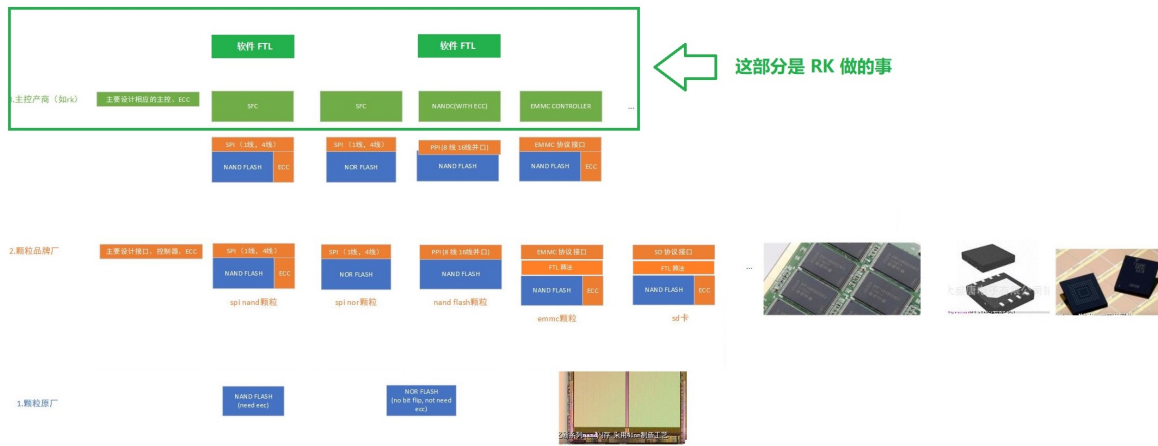 软件 FTL
软件 FTL
这部分是 RK 做的事
主控产商（如rk）
主要设计相应的主控、ECC
SFC
SFC
NANDC(WITH ECC)
EMMC CONTROLLER
...
SPI（1线，4线）
SPI（1线，4线）
PPI(8 线 16线并口)
EMMC 协议接口
NAND FLASH
ECC
NOR FLASH
NAND FLASH
NAND FLASH
ECC
2.颗粒品牌厂
主要设计接口、控制器、ECC
SPI（1线，4线）
SPI（1线，4线）
PPI(8 线 16线并口)
EMMC 协议接口
SD 协议接口
...
FTL 算法
FTL 算法
NAND FLASH
ECC
NOR FLASH
NAND FLASH
NAND FLASH
ECC
NAND FLASH
ECC
spi nand颗粒
spi nor颗粒
nand flash颗粒
emmc颗粒
sd卡
1.颗粒原厂
NAND FLASH
(need eec)
NOR FLASH
(no bit flip, not need
ecc)